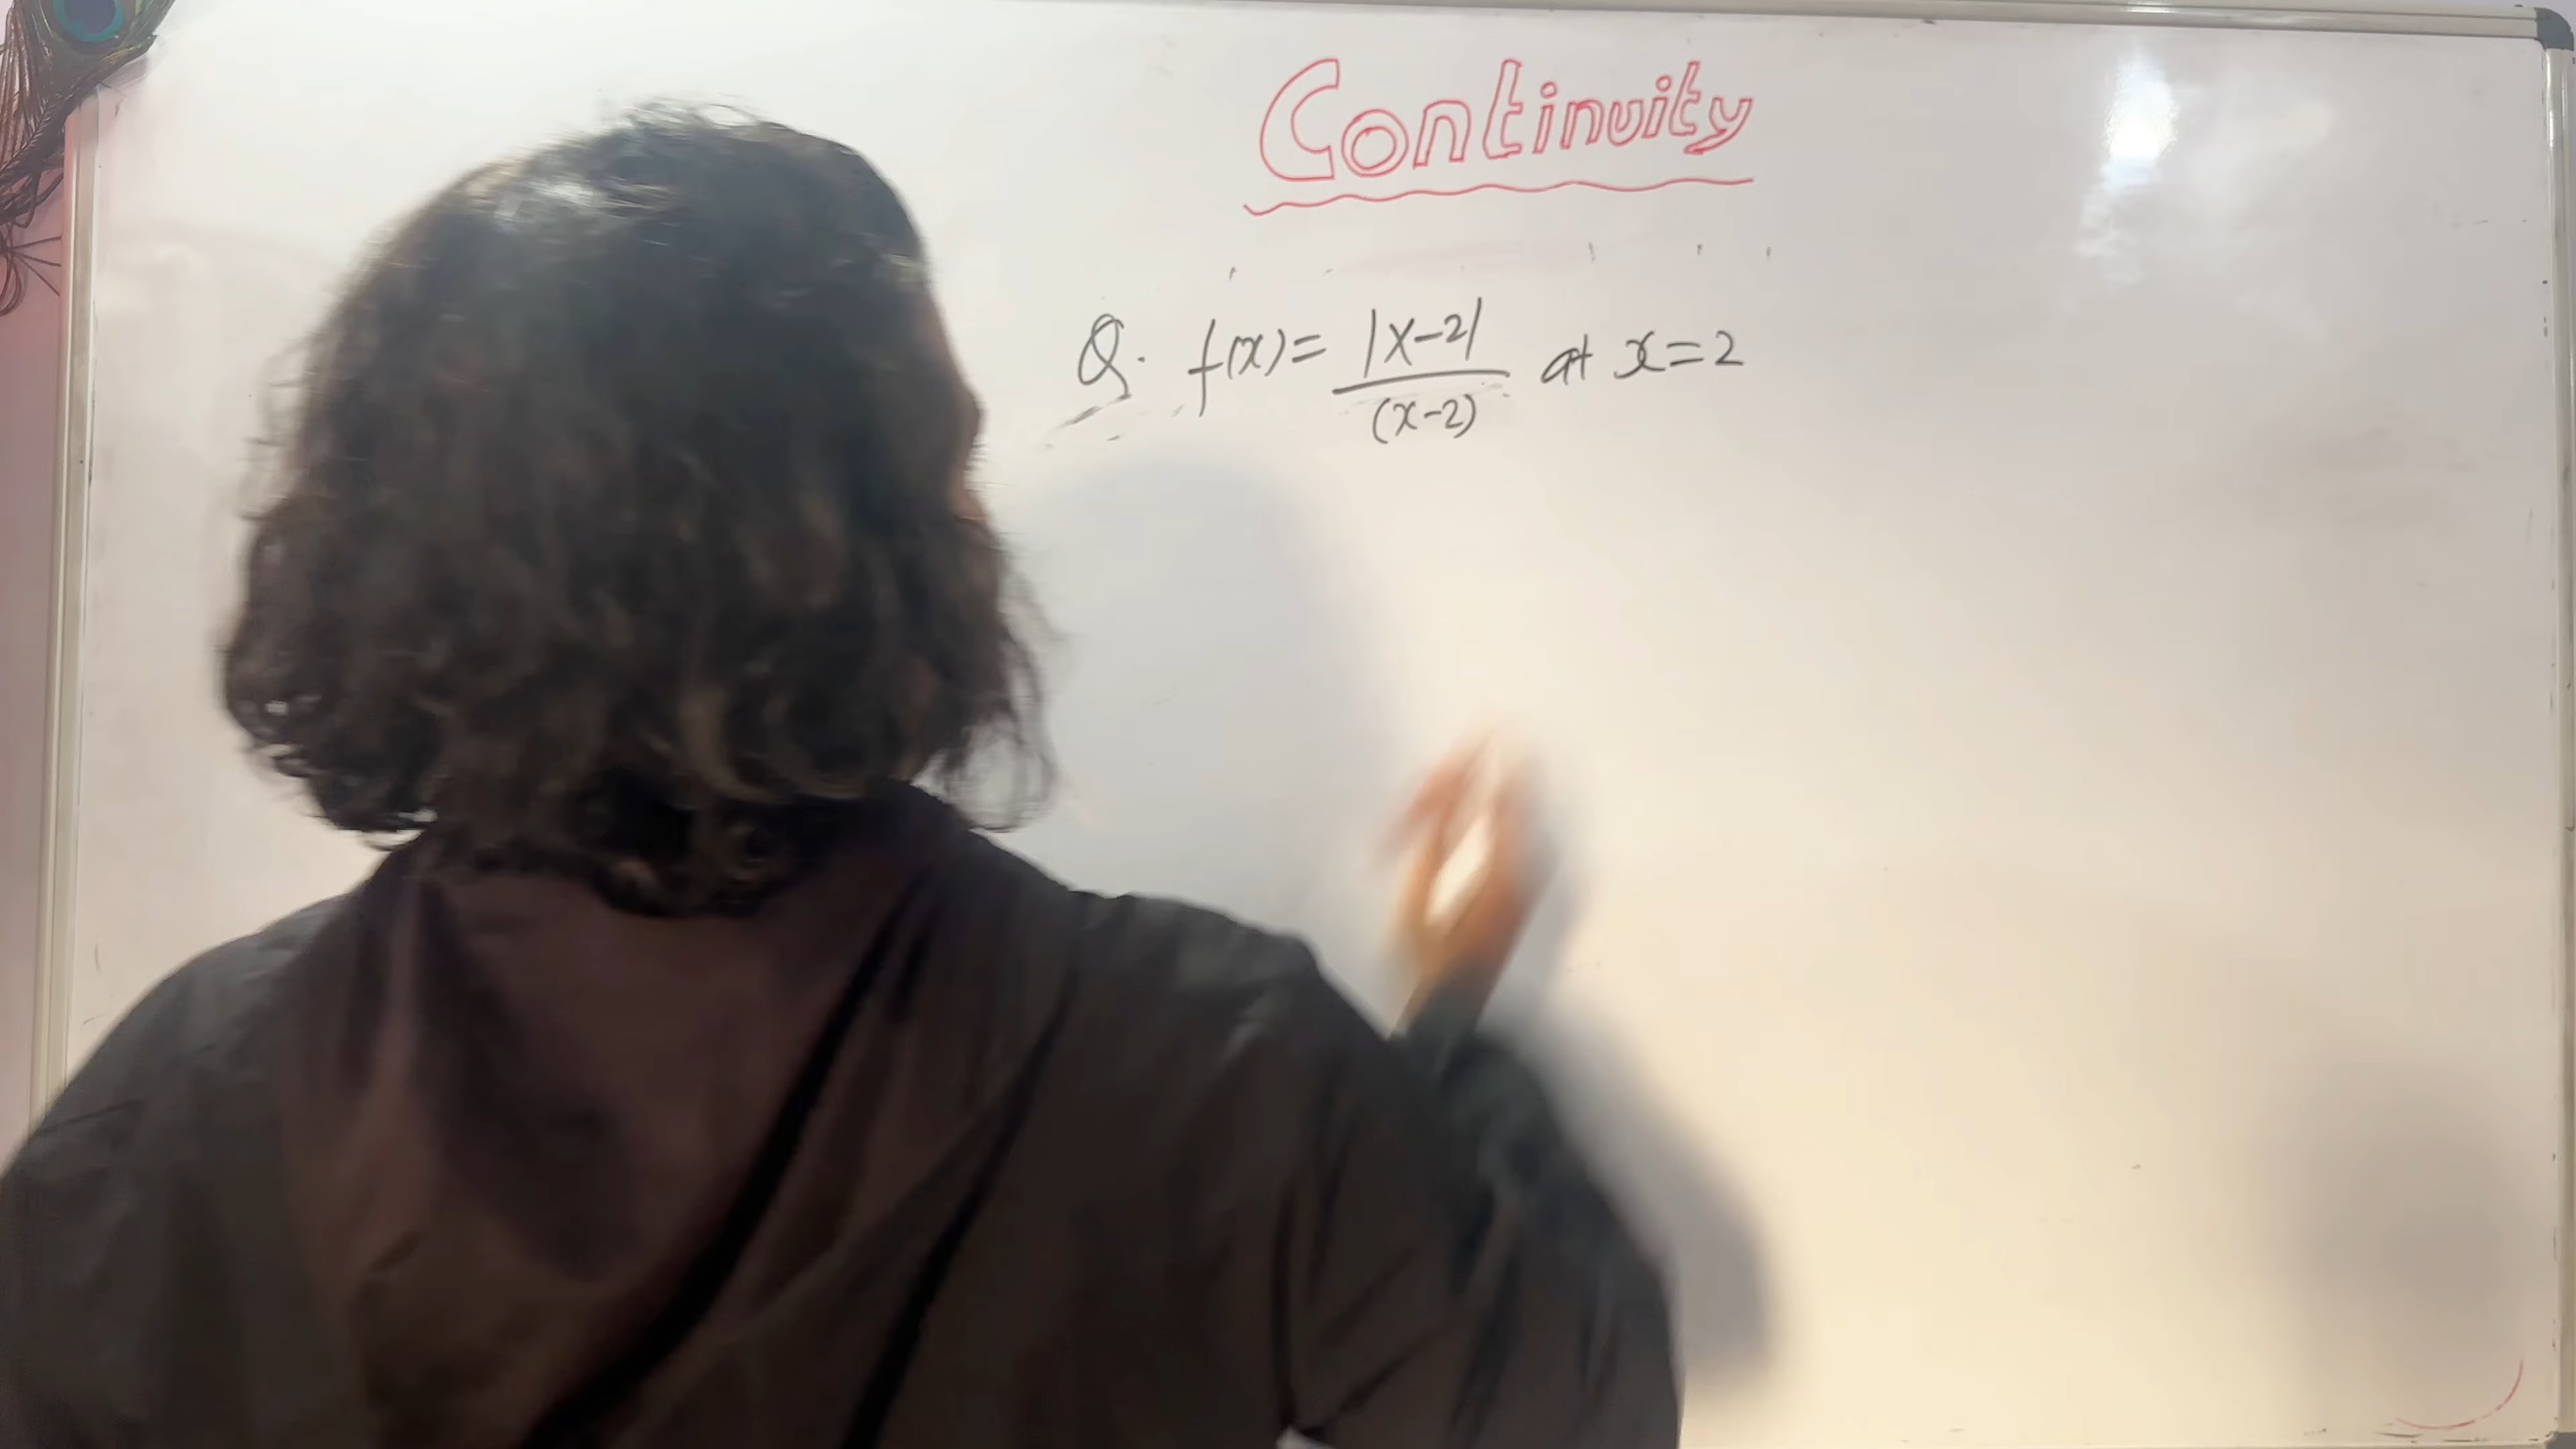 Continuity
Q. f(x) = |x-2| / (x-2) at x=2